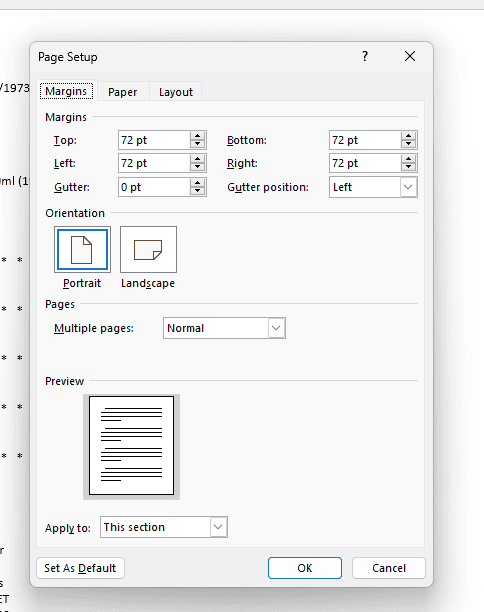 Page Setup ?
/1973
Margins Paper Layout
Margins
Top: 72 pt Bottom: 72 pt
Left: 72 pt Right: 72 pt
Gutter: 0 pt Gutter position: Left
Orientation
Portrait Landscape
Pages
Multiple pages: Normal
Preview
Apply to: This section
Set As Default OK Cancel
* *
* *
* *
* *
* *
r
s
ET